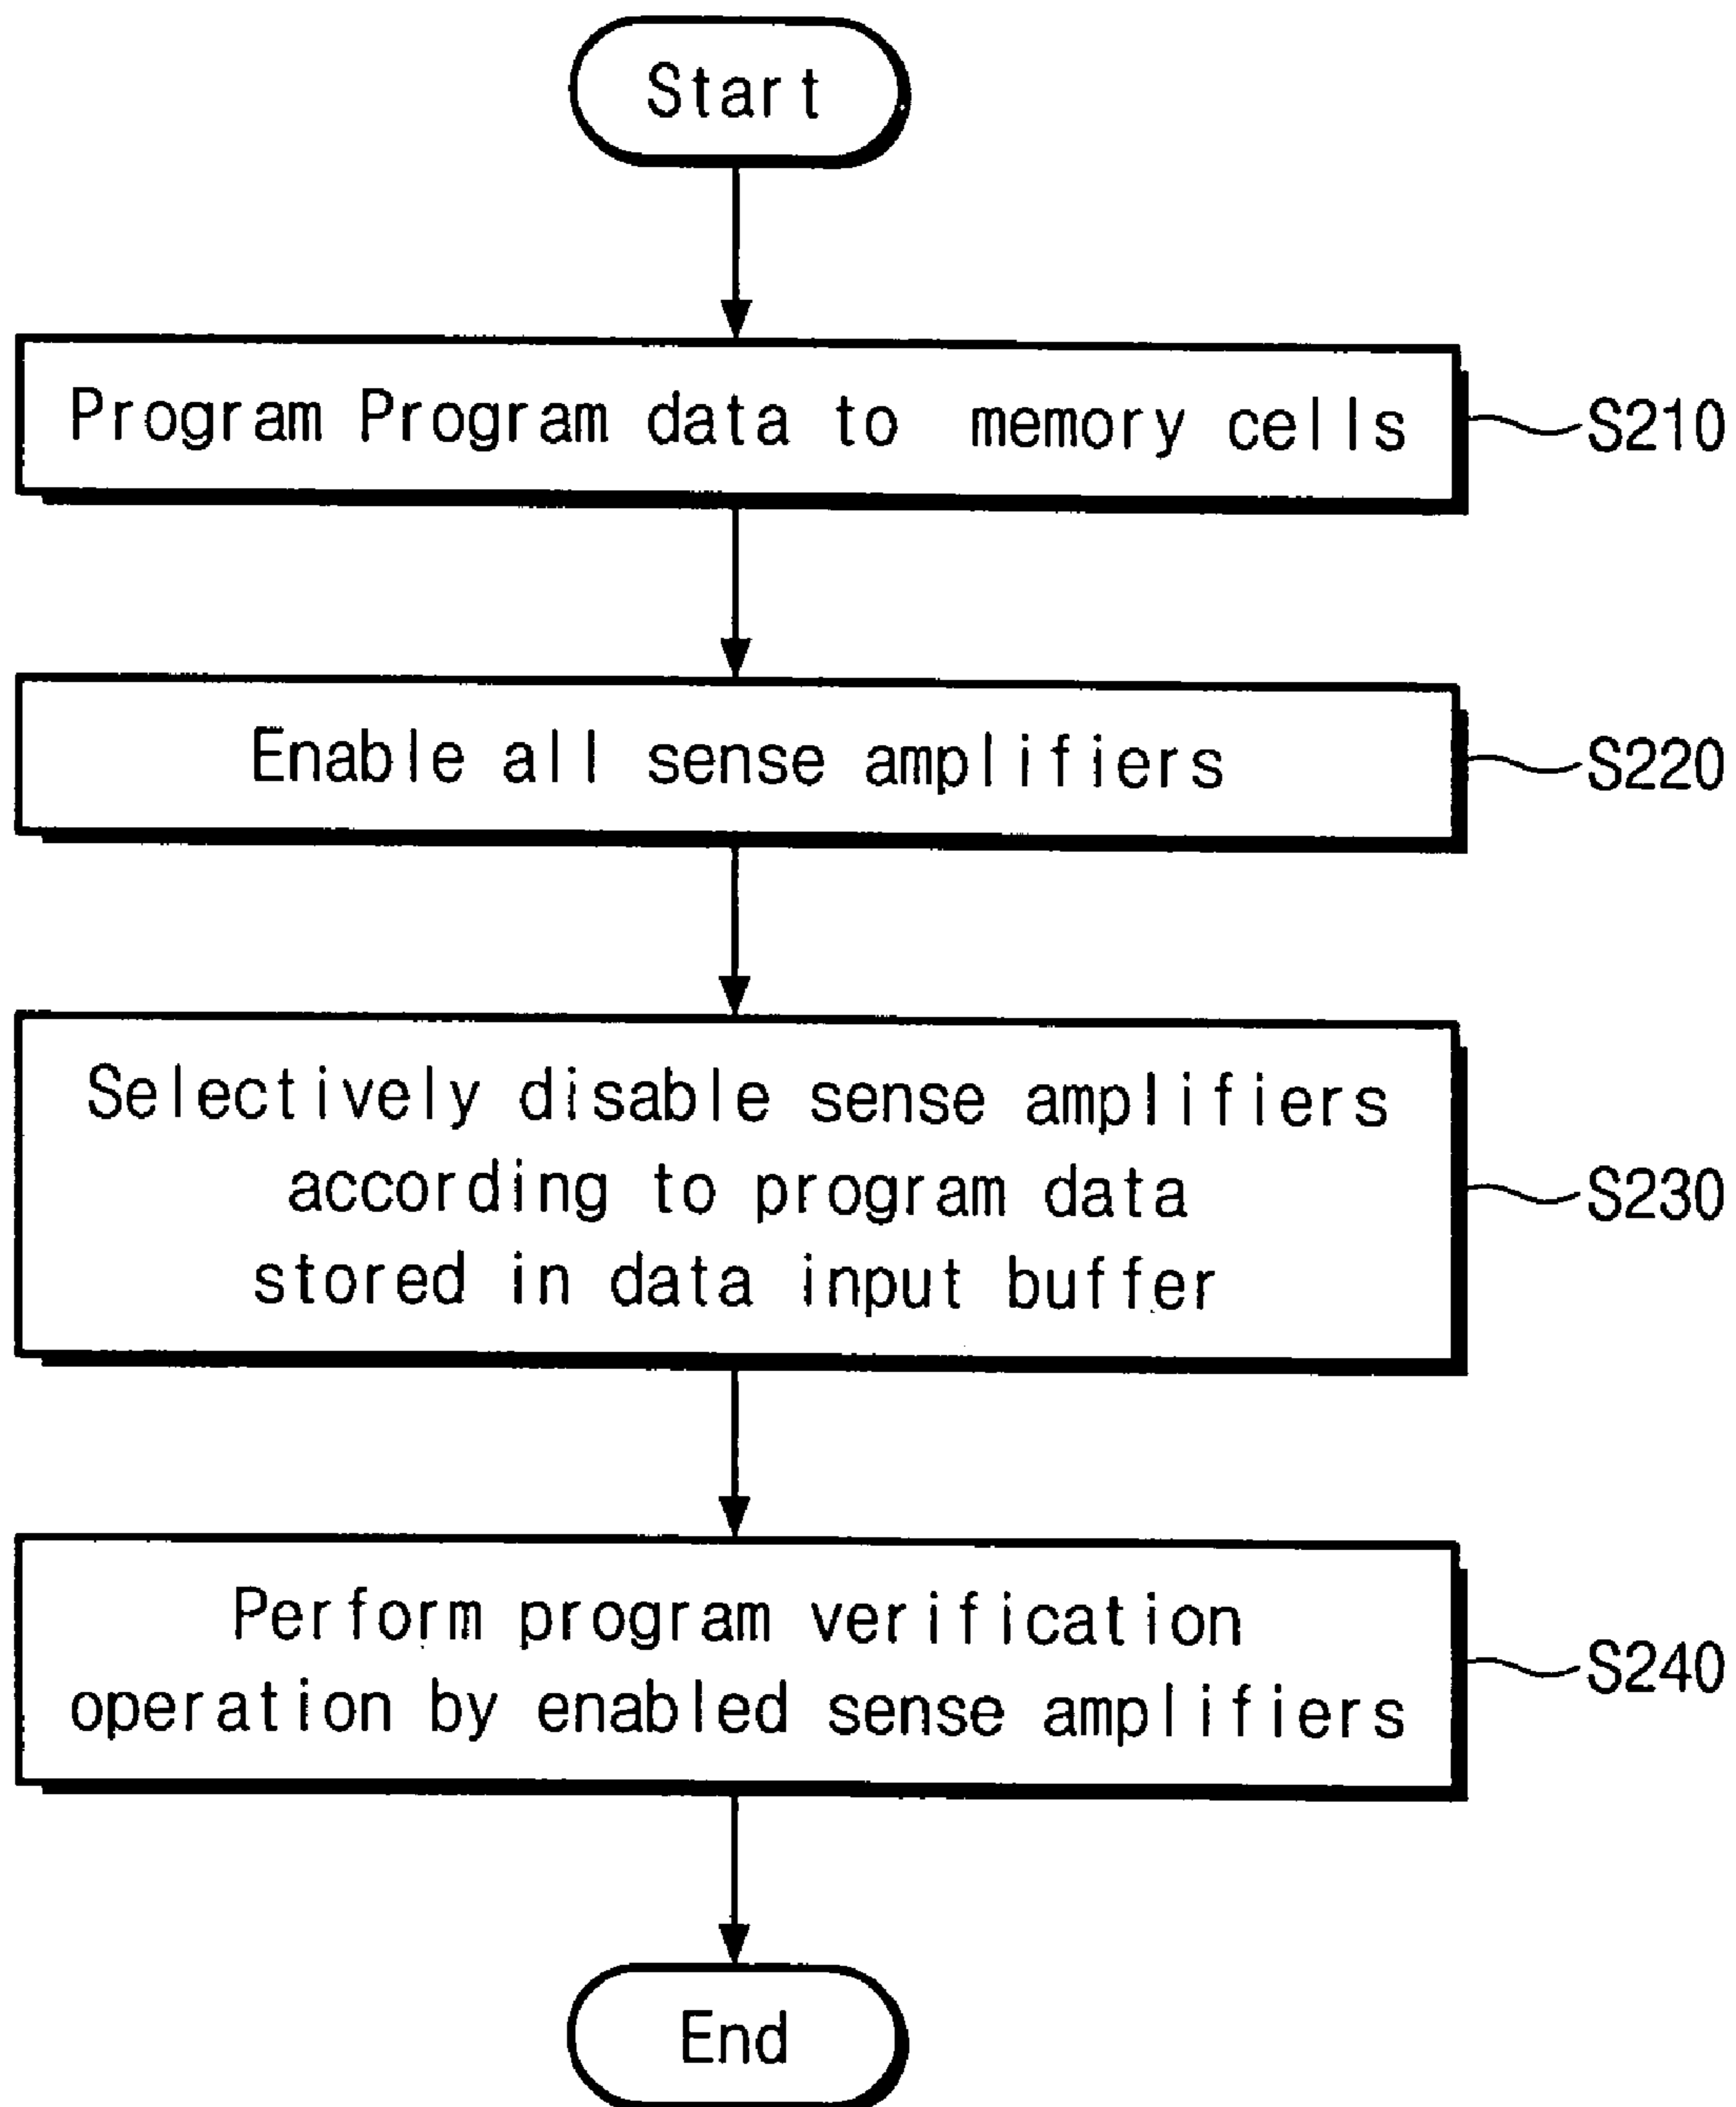 Start
Program Program data to memory cells
S210
Enable all sense amplifiers
S220
Selectively disable sense amplifiers
according to program data
stored in data input buffer
S230
Perform program verification
operation by enabled sense amplifiers
S240
End